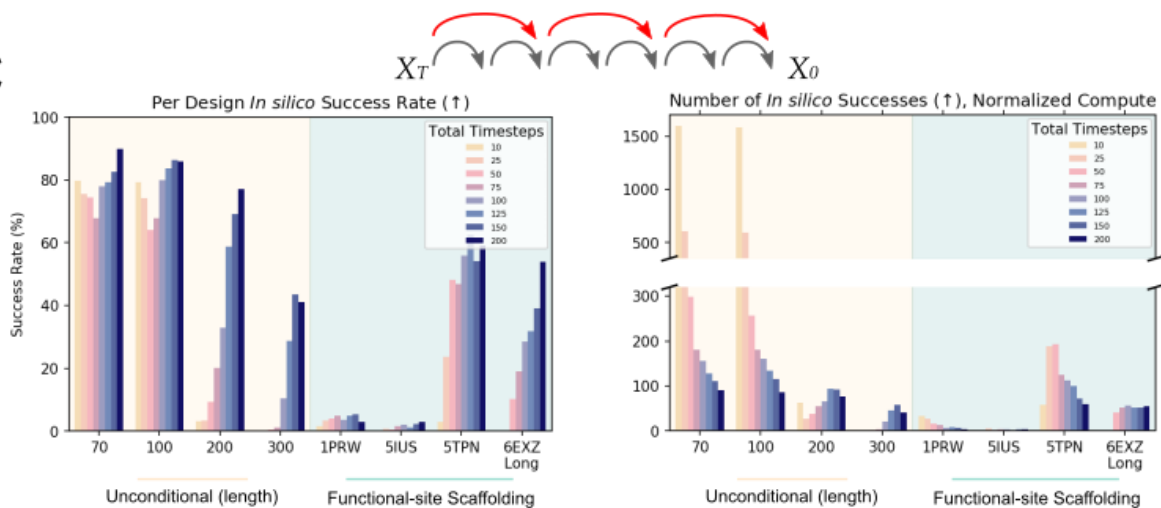 X_T X_0
Per Design In silico Success Rate (↑)
100
80
60
40
20
0
Success Rate (%)
Total Timesteps
10
25
50
75
100
125
150
200
70 100 200 300 1PRW 5IUS 5TPN 6EXZ
Long
Unconditional (length) Functional-site Scaffolding
Number of In silico Successes (↑), Normalized Compute
1500
1000
500
300
200
100
0
Total Timesteps
10
25
50
75
100
125
150
200
70 100 200 300 1PRW 5IUS 5TPN 6EXZ
Long
Unconditional (length) Functional-site Scaffolding